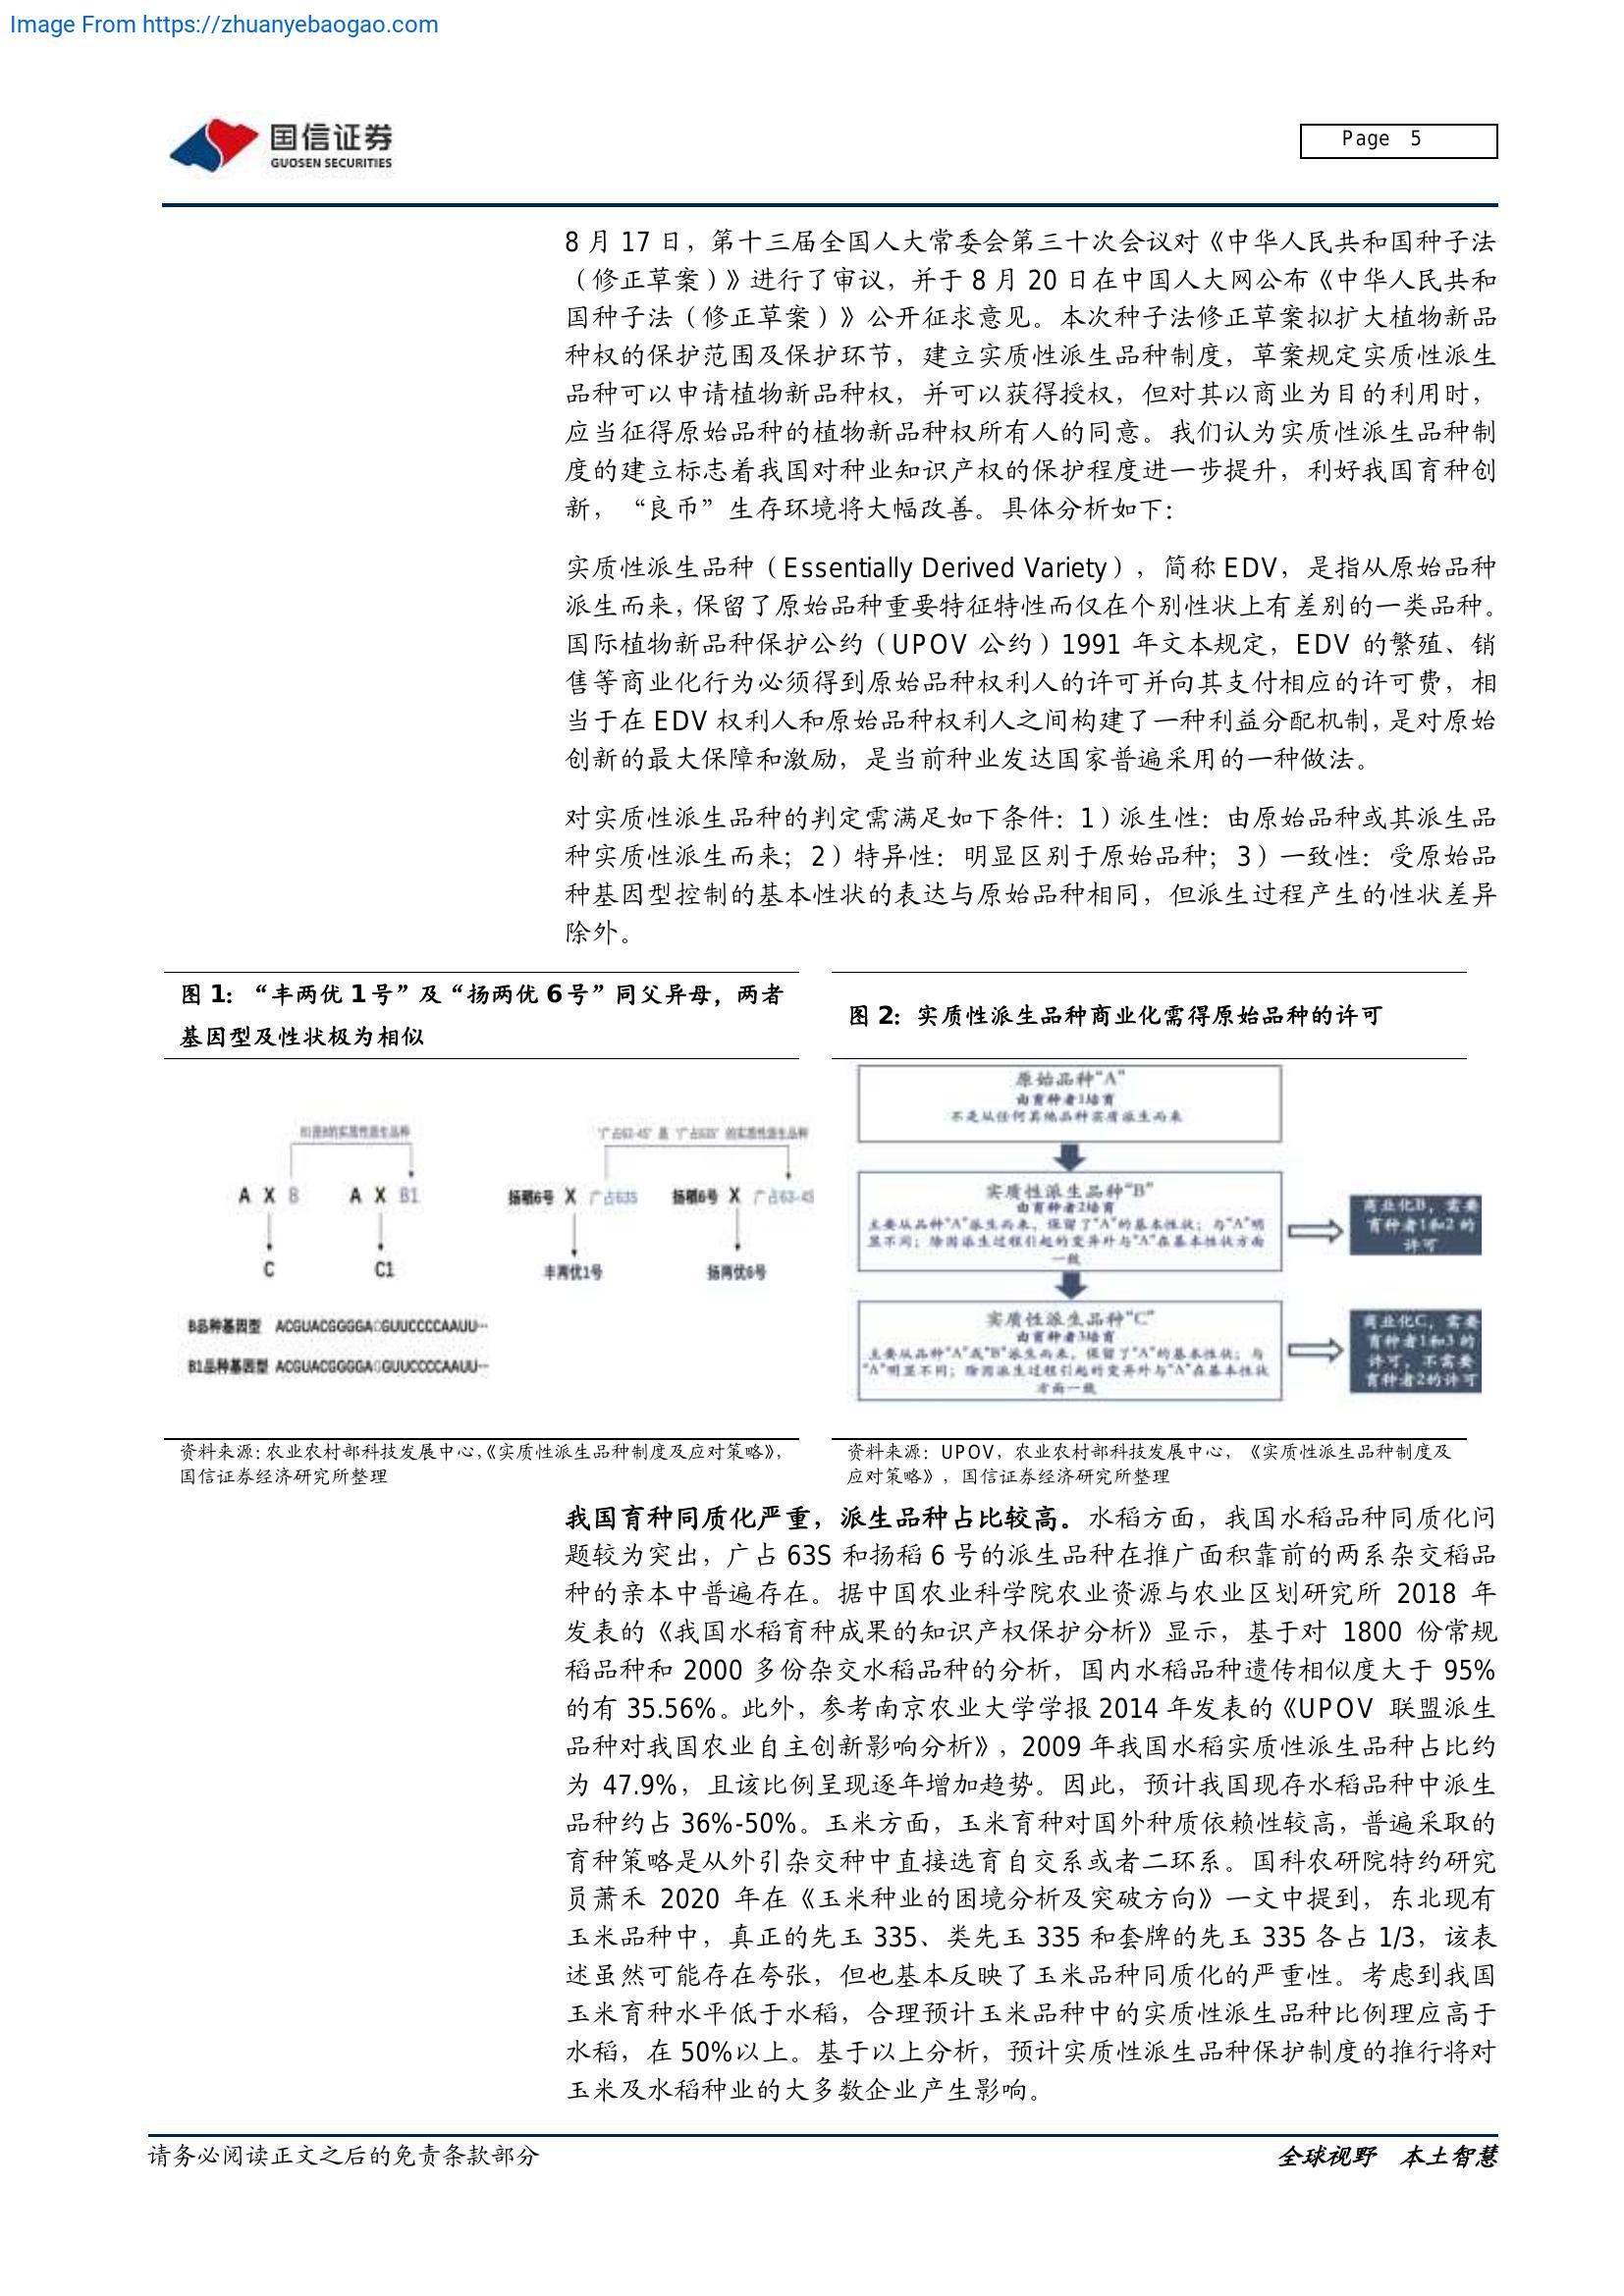 Image From https://zhuanyebaogao.com
国信证券
GUOSEN SECURITIES
Page 5
8 月 17 日，第十三届全国人大常委会第三十次会议对《中华人民共和国种子法
（修正草案）》进行了审议，并于 8 月 20 日在中国人大网公布《中华人民共和
国种子法（修正草案）》公开征求意见。本次种子法修正草案拟扩大植物新品
种权的保护范围及保护环节，建立实质性派生品种制度，草案规定实质性派生
品种可以申请植物新品种权，并可以获得授权，但对其以商业为目的利用时，
应当征得原始品种的植物新品种权所有人的同意。我们认为实质性派生品种制
度的建立标志着我国对种业知识产权的保护程度进一步提升，利好我国育种创
新，“良币”生存环境将大幅改善。具体分析如下：
实质性派生品种（Essentially Derived Variety），简称 EDV，是指从原始品种
派生而来，保留了原始品种重要特征特性而仅在个别性状上有差别的一类品种。
国际植物新品种保护公约（UPOV 公约）1991 年文本规定，EDV 的繁殖、销
售等商业化行为必须得到原始品种权利人的许可并向其支付相应的许可费，相
当于在 EDV 权利人和原始品种权利人之间构建了一种利益分配机制，是对原始
创新的最大保障和激励，是当前种业发达国家普遍采用的一种做法。
对实质性派生品种的判定需满足如下条件：1）派生性：由原始品种或其派生品
种实质性派生而来；2）特异性：明显区别于原始品种；3）一致性：受原始品
种基因型控制的基本性状的表达与原始品种相同，但派生过程产生的性状差异
除外。
图 1：“丰两优 1 号”及“扬两优 6 号”同父异母，两者
基因型及性状极为相似
B1是B的实质性派生品种
A X B
A X B1
C
C1
B品种基因型 ACGUACGGGGACGUUCCCCAAUU…
B1品种基因型 ACGUACGGGGA GUUCCCCAAUU…
“广占63-4S” 是 “广占63S” 的实质性派生品种
扬稻6号 X 广占63S
扬稻6号 X 广占63-4S
丰两优1号
扬两优6号
图 2：实质性派生品种商业化需得原始品种的许可
原始品种“A”
由育种者1培育
不是从任何其他品种实质派生而来
实质性派生品种“B”
由育种者2培育
主要从品种“A”派生而来，保留了“A”的基本性状；与“A”明
显不同；除因派生过程引起的变异外与“A”在基本性状方面
一致
商业化B，需要
育种者1和2 的
许可
实质性派生品种“C”
由育种者3培育
主要从品种“A”或“B”派生而来，保留了“A”的基本性状；与
“A”明显不同；除因派生过程引起的变异外与“A”在基本性状
方面一致
商业化C，需要
育种者1和3 的
许可，不需要
育种者2的许可
资料来源：农业农村部科技发展中心，《实质性派生品种制度及应对策略》，
国信证券经济研究所整理
资料来源：UPOV，农业农村部科技发展中心，《实质性派生品种制度及
应对策略》，国信证券经济研究所整理
我国育种同质化严重，派生品种占比较高。水稻方面，我国水稻品种同质化问
题较为突出，广占 63S 和扬稻 6 号的派生品种在推广面积靠前的两系杂交稻品
种的亲本中普遍存在。据中国农业科学院农业资源与农业区划研究所 2018 年
发表的《我国水稻育种成果的知识产权保护分析》显示，基于对 1800 份常规
稻品种和 2000 多份杂交水稻品种的分析，国内水稻品种遗传相似度大于 95%
的有 35.56%。此外，参考南京农业大学学报 2014 年发表的《UPOV 联盟派生
品种对我国农业自主创新影响分析》，2009 年我国水稻实质性派生品种占比约
为 47.9%，且该比例呈现逐年增加趋势。因此，预计我国现存水稻品种中派生
品种约占 36%-50%。玉米方面，玉米育种对国外种质依赖性较高，普遍采取的
育种策略是从外引杂交种中直接选育自交系或者二环系。国科农研院特约研究
员萧禾 2020 年在《玉米种业的困境分析及突破方向》一文中提到，东北现有
玉米品种中，真正的先玉 335、类先玉 335 和套牌的先玉 335 各占 1/3，该表
述虽然可能存在夸张，但也基本反映了玉米品种同质化的严重性。考虑到我国
玉米育种水平低于水稻，合理预计玉米品种中的实质性派生品种比例理应高于
水稻，在 50%以上。基于以上分析，预计实质性派生品种保护制度的推行将对
玉米及水稻种业的大多数企业产生影响。
请务必阅读正文之后的免责条款部分
全球视野 本土智慧